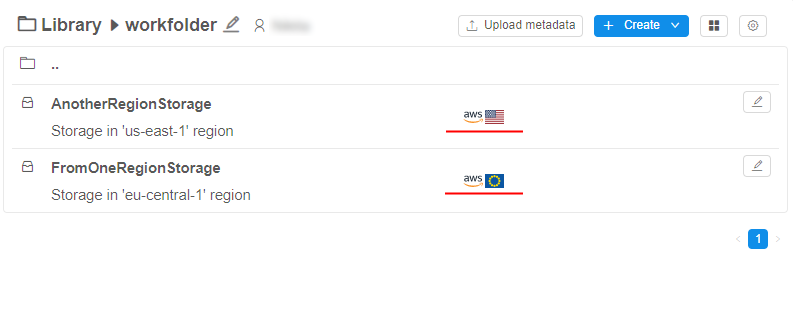 Library workfolder Upload metadata Create
..
AnotherRegionStorage
aws
Storage in 'us-east-1' region
FromOneRegionStorage
aws
Storage in 'eu-central-1' region
< 1 >